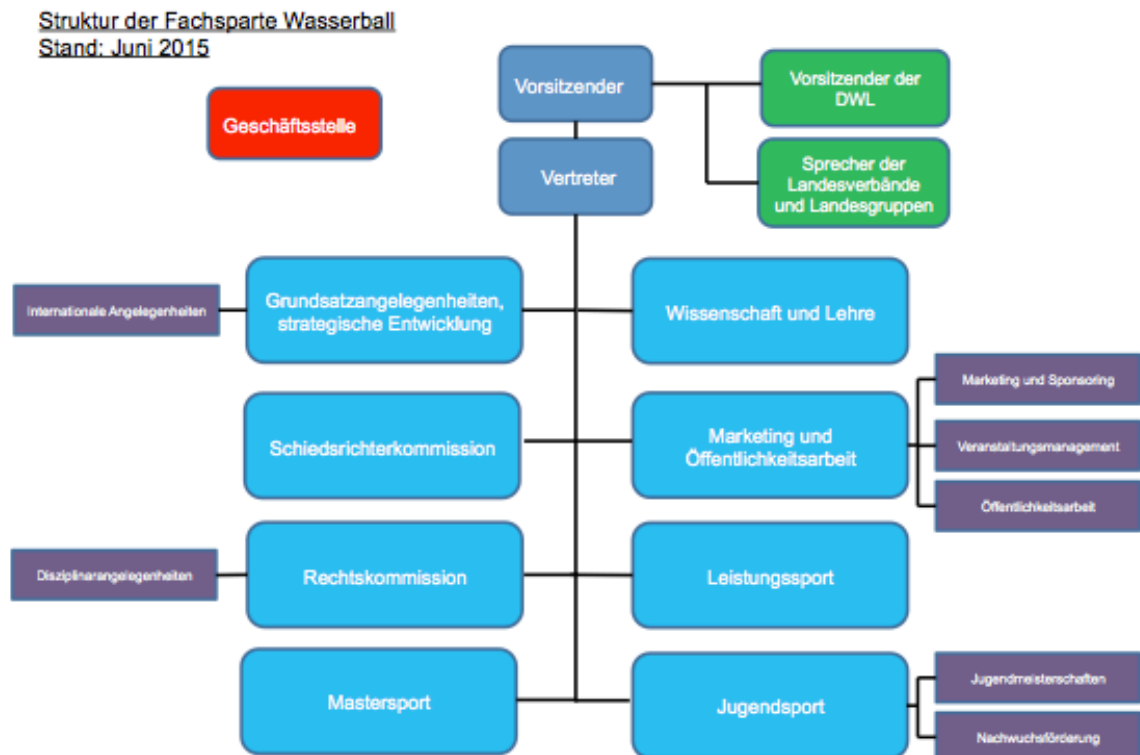 Struktur der Fachsparte Wasserball
Stand: Juni 2015
Geschäftsstelle
Vorsitzender
Vertreter
Vorsitzender der
DWL
Sprecher der
Landesverbände
und Landesgruppen
Internationale Angelegenheiten
Grundsatzangelegenheiten,
strategische Entwicklung
Wissenschaft und Lehre
Schiedsrichterkommission
Marketing und
Öffentlichkeitsarbeit
Marketing und Sponsoring
Veranstaltungsmanagement
Öffentlichkeitsarbeit
Disziplinarangelegenheiten
Rechtskommission
Leistungssport
Mastersport
Jugendsport
Jugendmeisterschaften
Nachwuchsförderung